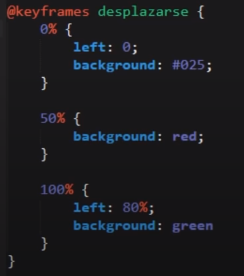 @keyframes desplazarse {
0% {
left: 0;
background: #025;
}
50% {
background: red;
}
100% {
left: 80%;
background: green
}
}